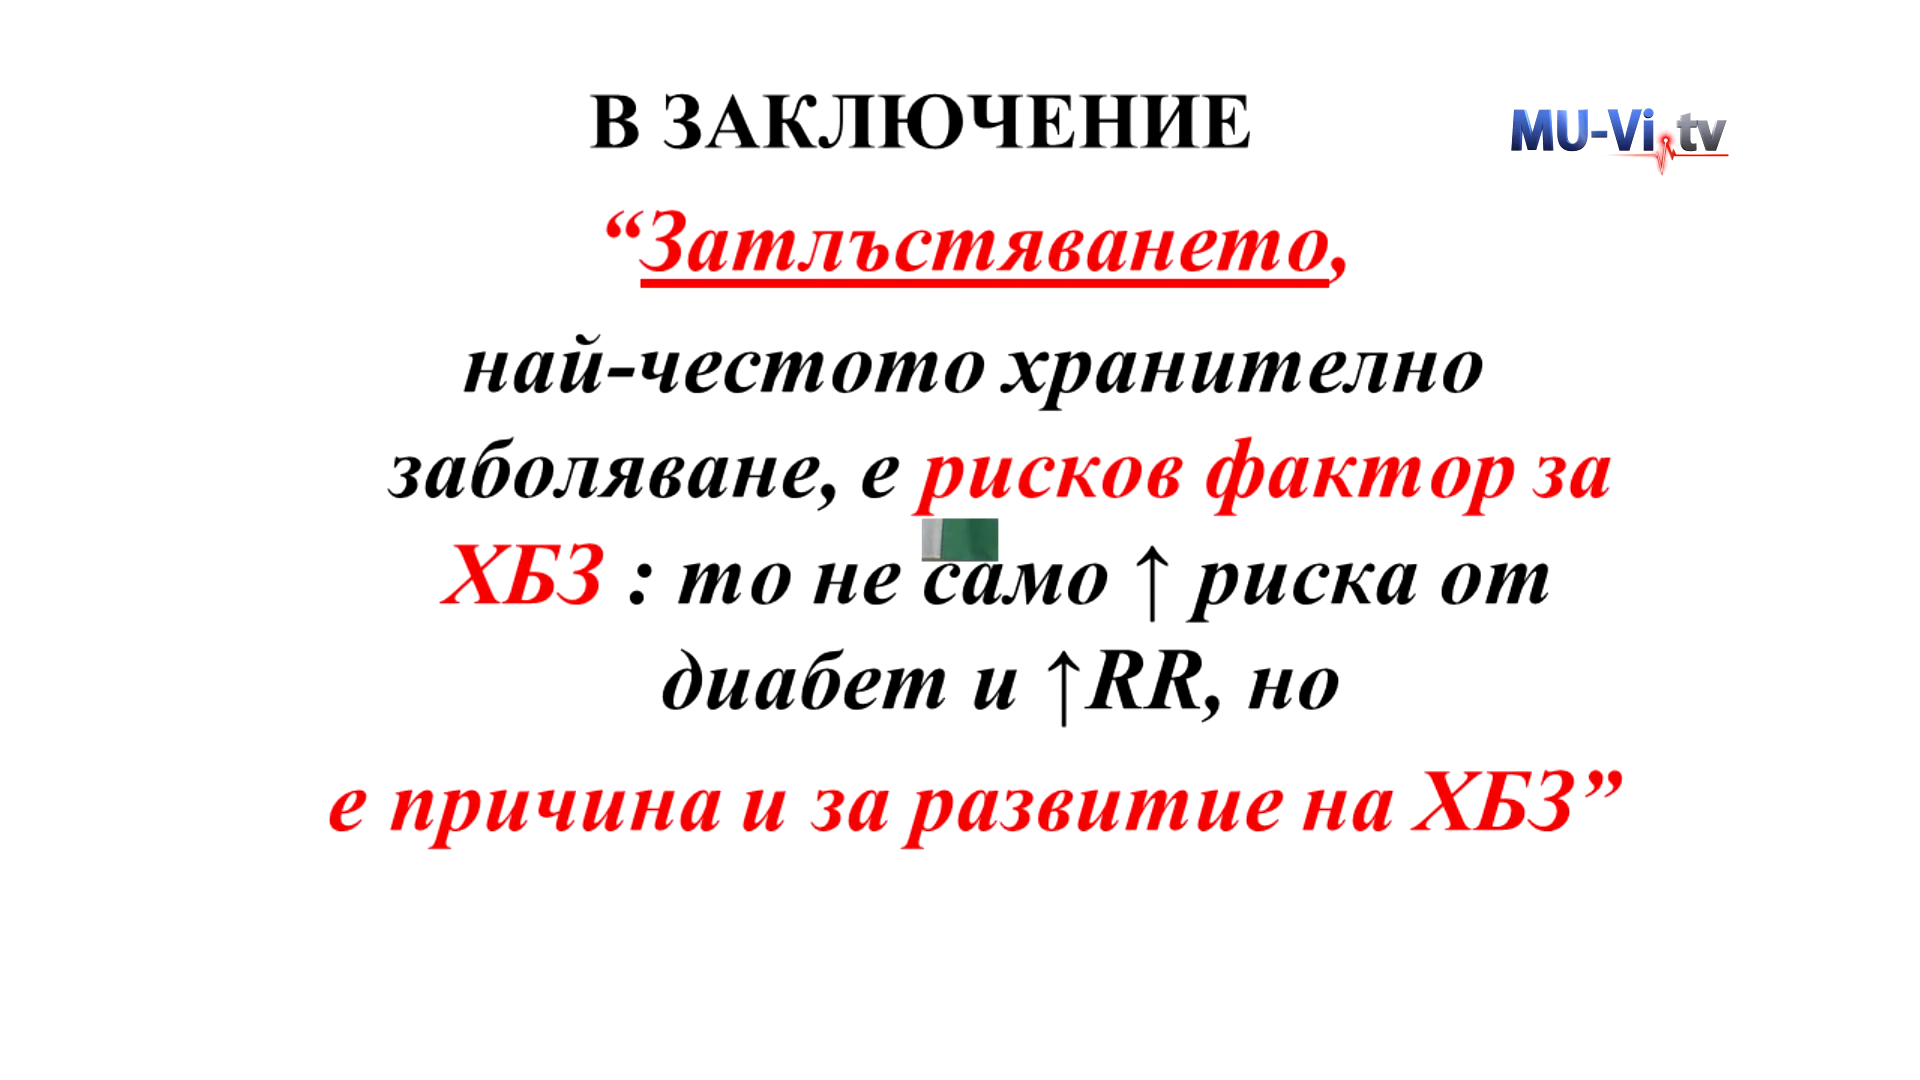 В ЗАКЛЮЧЕНИЕ
MU-Vi.tv
“Затлъстяването,
най-честото хранително
заболяване, е рисков фактор за
ХБЗ : то не само ↑ риска от
диабет и ↑RR, но
е причина и за развитие на ХБЗ”